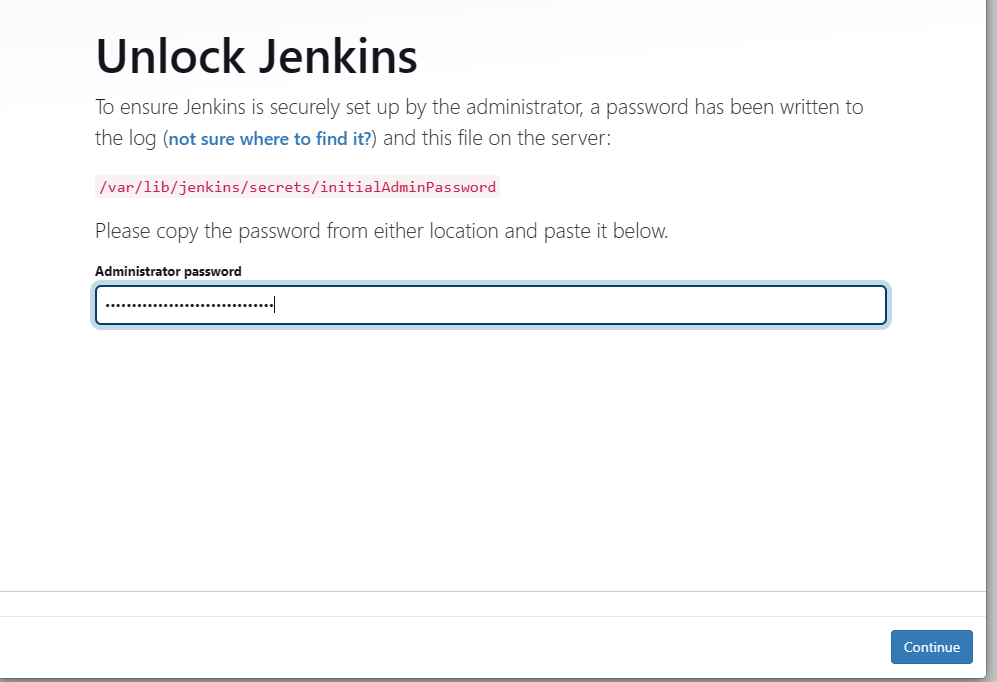 Unlock Jenkins
To ensure Jenkins is securely set up by the administrator, a password has been written to
the log (not sure where to find it?) and this file on the server:
/var/lib/jenkins/secrets/initialAdminPassword
Please copy the password from either location and paste it below.
Administrator password
••••••••••••••••••••••••••••••••
Continue